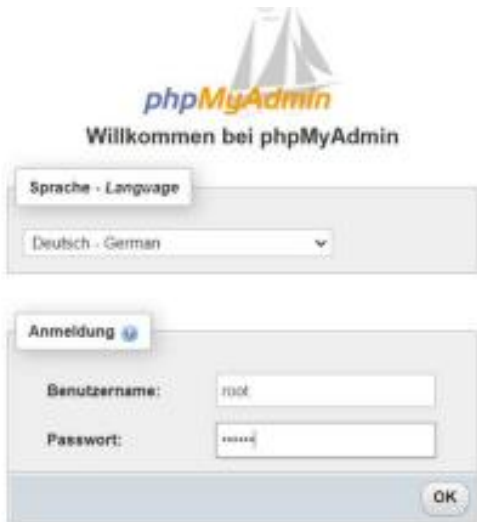 phpMyAdmin
Willkommen bei phpMyAdmin
Sprache - Language
Deutsch - German
Anmeldung
Benutzername:
root
Passwort:
••••••
OK